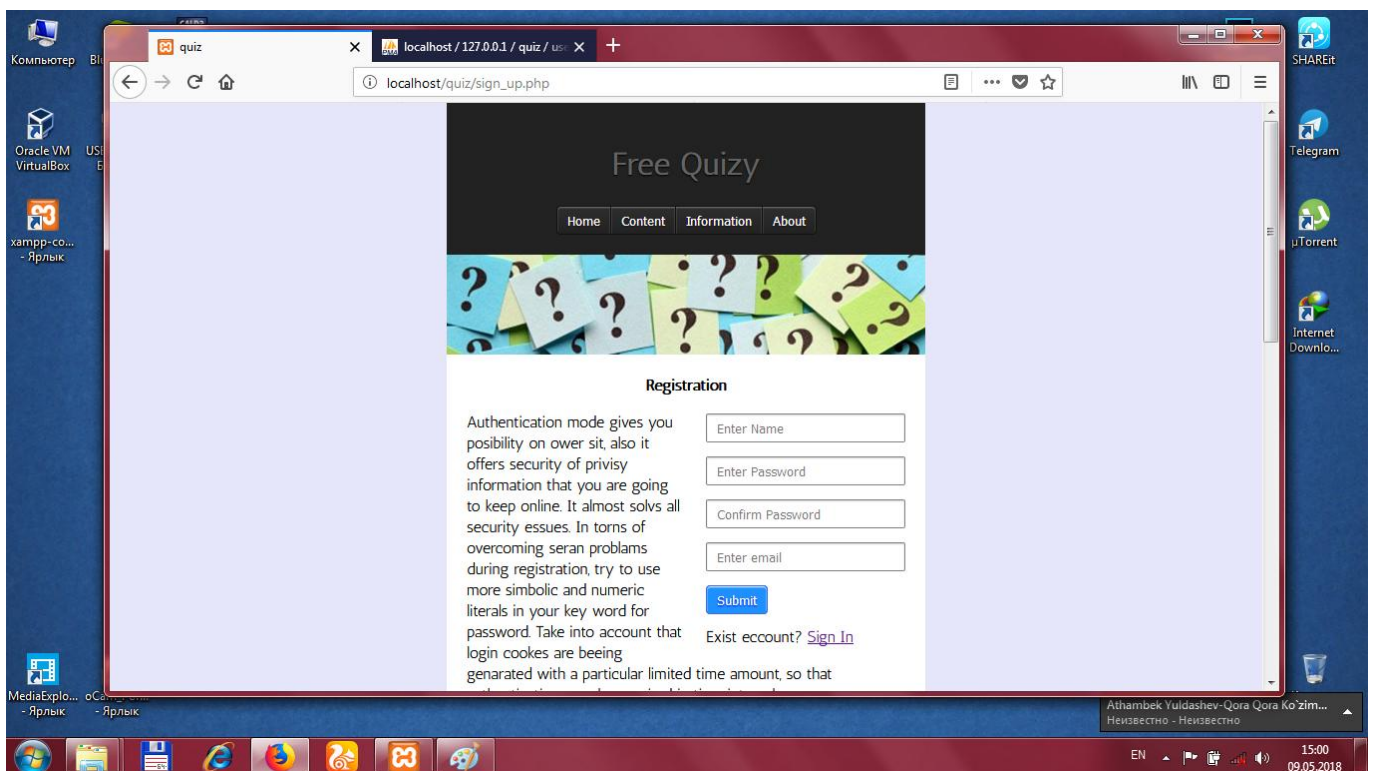 Компьютер
Oracle VM
VirtualBox
xampp-co...
- Ярлык
MediaExplo...
- Ярлык
- Ярлык
quiz
localhost / 127.0.0.1 / quiz / use
localhost/quiz/sign_up.php
Free Quizy
Home Content Information About
Registration
Authentication mode gives you
posibility on ower sit, also it
offers security of privisy
information that you are going
to keep online. It almost solvs all
security essues. In torns of
overcoming seran problams
during registration, try to use
more simbolic and numeric
literals in your key word for
password. Take into account that
login cookes are beeing
genarated with a particular limited time amount, so that
Enter Name
Enter Password
Confirm Password
Enter email
Submit
Exist eccount? Sign In
SHAREit
Telegram
µTorrent
Internet
Downlo...
Athambek Yuldashev-Qora Qora Ko`zim...
Неизвестно - Неизвестно
EN
15:00
09.05.2018